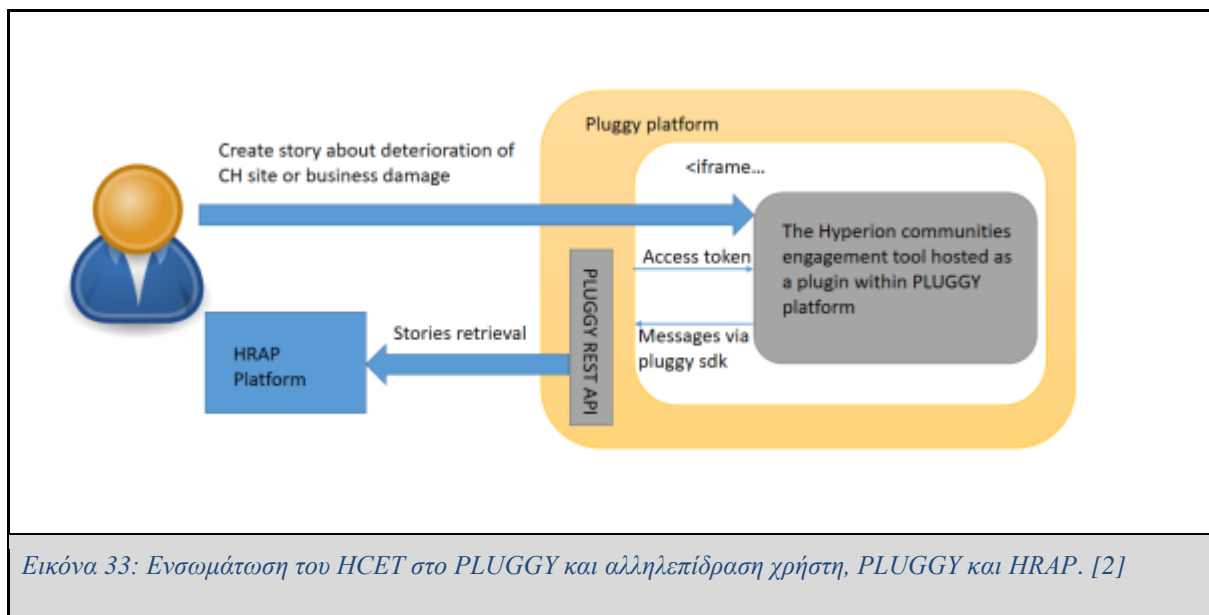 Pluggy platform
Create story about deterioration of
CH site or business damage
<iframe...
The Hyperion communities
engagement tool hosted as
a plugin within PLUGGY
platform
Access token
Messages via
pluggy sdk
PLUGGY REST API
Stories retrieval
HRAP
Platform
Εικόνα 33: Ενσωμάτωση του HCET στο PLUGGY και αλληλεπίδραση χρήστη, PLUGGY και HRAP. [2]